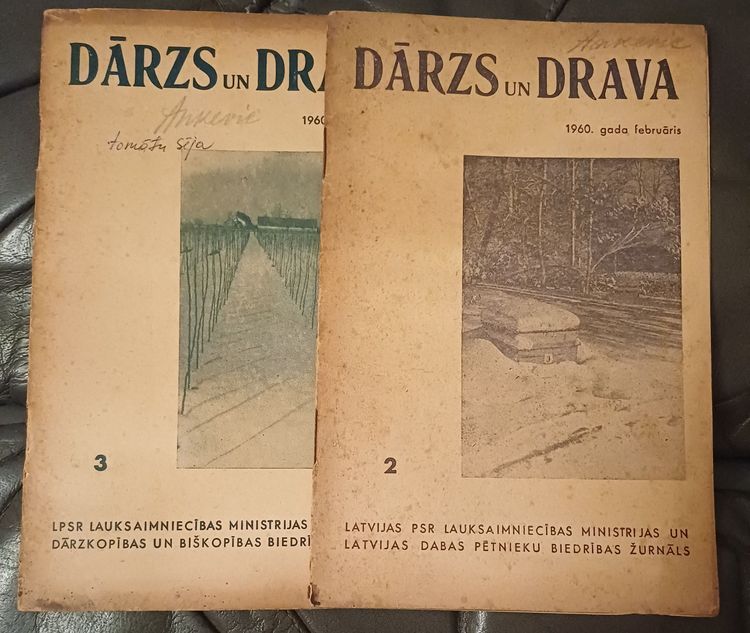 DĀRZS UN DRA
1960.
tomātu sēja
3
LPSR LAUKSAIMNIECĪBAS MINISTRIJAS
DĀRZKOPĪBAS UN BIŠKOPĪBAS BIEDRĪ
DĀRZS UN DRAVA
1960. gada februāris
3
2
LATVIJAS PSR LAUKSAIMNIECĪBAS MINISTRIJAS UN
LATVIJAS DABAS PĒTNIEKU BIEDRĪBAS ŽURNĀLS